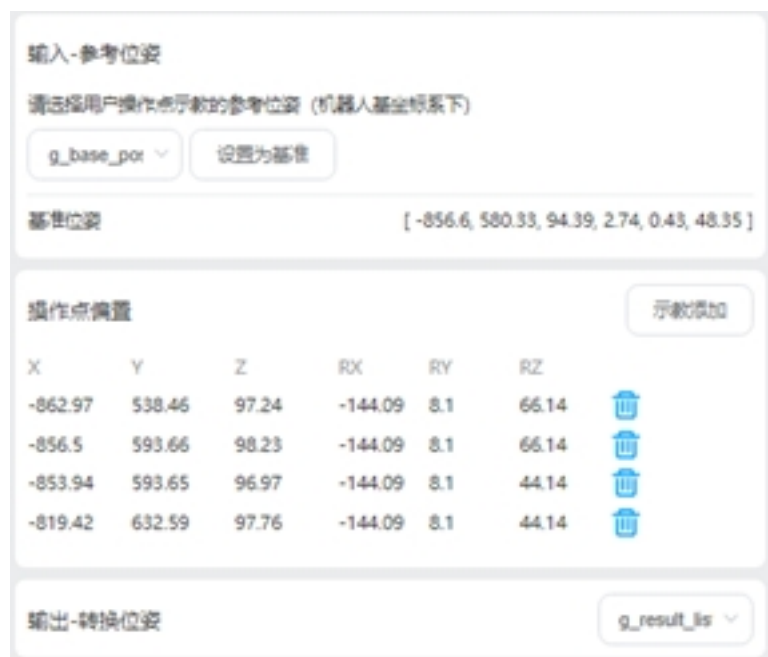 输入-参考位姿
请选择用户操作点示教的参考位姿（机器人基坐标系下）
g_base_pos 设置为基准
基准位姿 [ -856.6, 580.33, 94.39, 2.74, 0.43, 48.35 ]
操作点偏置 示教添加
X Y Z RX RY RZ
-862.97 538.46 97.24 -144.09 8.1 66.14
-856.5 593.66 98.23 -144.09 8.1 66.14
-853.94 593.65 96.97 -144.09 8.1 44.14
-819.42 632.59 97.76 -144.09 8.1 44.14
输出-转换位姿 g_result_lis